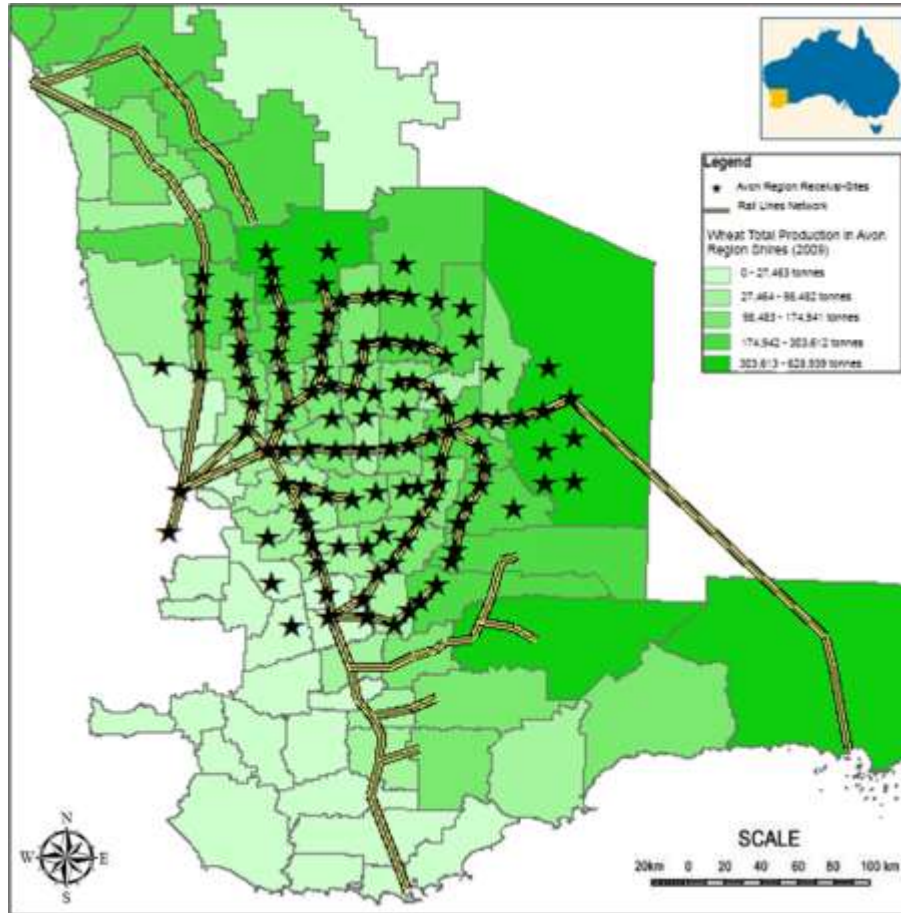 Legend
Avon Region Receival-Sites
Rail Lines Network
Wheat Total Production in Avon
Region Shires (2009)
0 - 27,463 tonnes
27,464 - 98,482 tonnes
98,483 - 174,941 tonnes
174,942 - 303,612 tonnes
303,613 - 628,939 tonnes
N
W
E
S
SCALE
20km 0 20 40 60 80 100 km